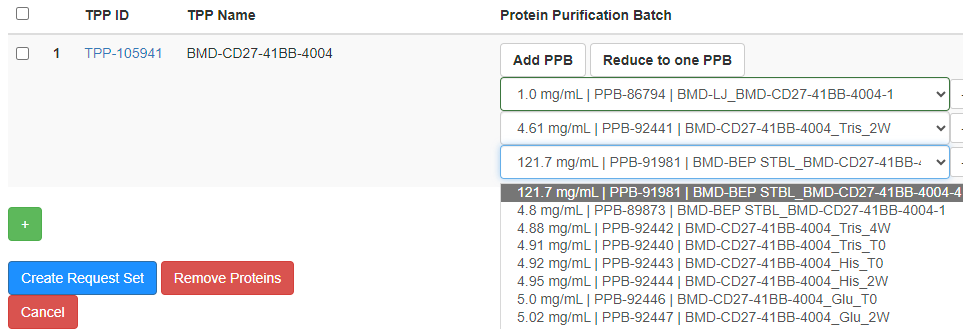 TPP ID TPP Name Protein Purification Batch
1 TPP-105941 BMD-CD27-41BB-4004
Add PPB Reduce to one PPB
1.0 mg/mL | PPB-86794 | BMD-LJ_BMD-CD27-41BB-4004-1
4.61 mg/mL | PPB-92441 | BMD-CD27-41BB-4004_Tris_2W
121.7 mg/mL | PPB-91981 | BMD-BEP STBL_BMD-CD27-41BB-
121.7 mg/mL | PPB-91981 | BMD-BEP STBL_BMD-CD27-41BB-4004-4
4.8 mg/mL | PPB-89873 | BMD-BEP STBL_BMD-CD27-41BB-4004-1
+
4.88 mg/mL | PPB-92442 | BMD-CD27-41BB-4004_Tris_4W
4.91 mg/mL | PPB-92440 | BMD-CD27-41BB-4004_Tris_T0
4.92 mg/mL | PPB-92443 | BMD-CD27-41BB-4004_His_T0
Create Request Set Remove Proteins
4.95 mg/mL | PPB-92444 | BMD-CD27-41BB-4004_His_2W
5.0 mg/mL | PPB-92446 | BMD-CD27-41BB-4004_Glu_T0
Cancel
5.02 mg/mL | PPB-92447 | BMD-CD27-41BB-4004_Glu_2W